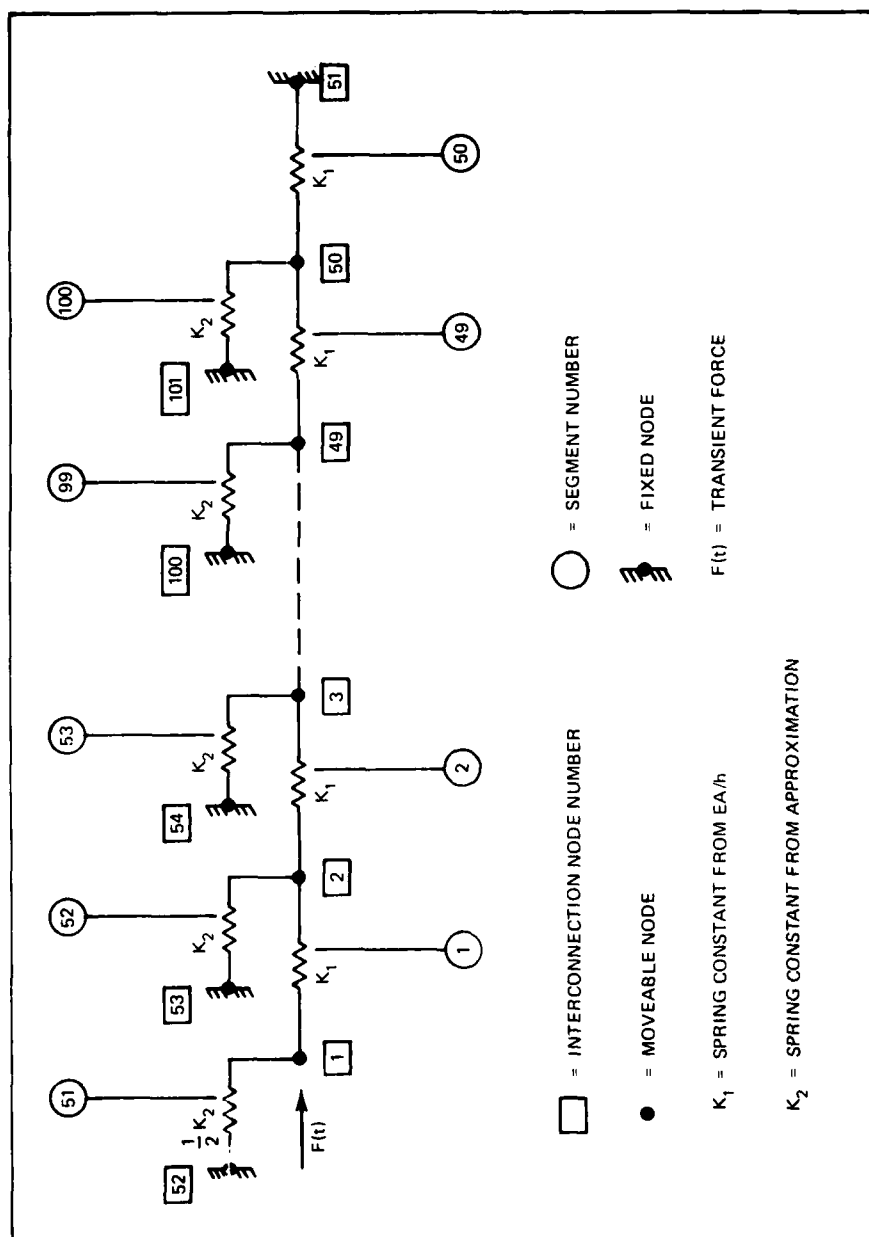 51
52
53
99
100
1/2 K₂
K₂
K₂
K₂
K₂
52
53
54
100
101
K₁
K₁
K₁
K₁
F(t)
1
2
3
49
50
51
1
2
49
50
= INTERCONNECTION NODE NUMBER
= SEGMENT NUMBER
= MOVEABLE NODE
= FIXED NODE
K₁ = SPRING CONSTANT FROM EA/h
F(t) = TRANSIENT FORCE
K₂ = SPRING CONSTANT FROM APPROXIMATION